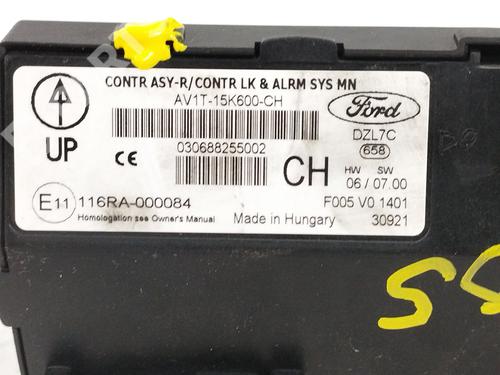 CONTR ASY-R/CONTR LK & ALRM SYS MN
AV1T-15K600-CH
Ford
DZL7C
658
UP
CE
030688255002
CH
HW SW
06 / 07.00
E11 116RA-000084
Homologation see Owner's Manual
Made in Hungary
F005 V0 1401
30921